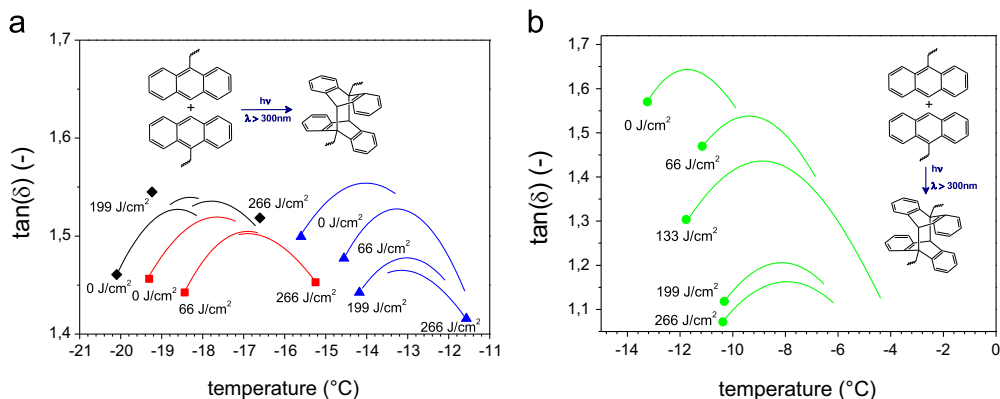 a
tan(δ) (-)
1,7
1,6
1,5
1,4
-21 -20 -19 -18 -17 -16 -15 -14 -13 -12 -11
temperature (°C)
+
hν
λ > 300nm
199 J/cm²
266 J/cm²
0 J/cm²
0 J/cm²
66 J/cm²
266 J/cm²
0 J/cm²
66 J/cm²
199 J/cm²
266 J/cm²
b
tan(δ) (-)
1,7
1,6
1,5
1,4
1,3
1,2
1,1
-14 -12 -10 -8 -6 -4 -2 0
temperature (°C)
0 J/cm²
66 J/cm²
133 J/cm²
199 J/cm²
266 J/cm²
+
hν
λ > 300nm